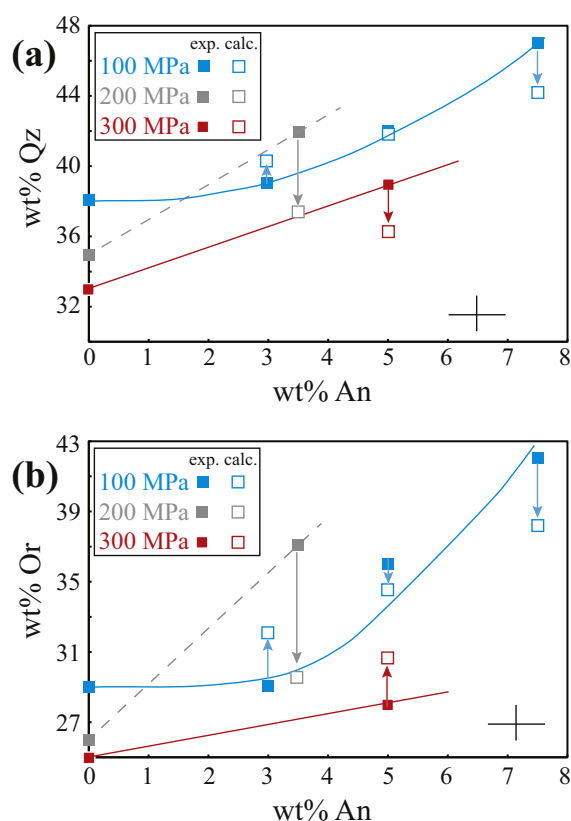 (a)
wt% Qz
48
44
40
36
33
exp. calc.
100 MPa
200 MPa
300 MPa
0 1 2 3 4 5 6 7 8
wt% An
(b)
wt% Or
43
39
35
31
27
exp. calc.
100 MPa
200 MPa
300 MPa
0 1 2 3 4 5 6 7 8
wt% An